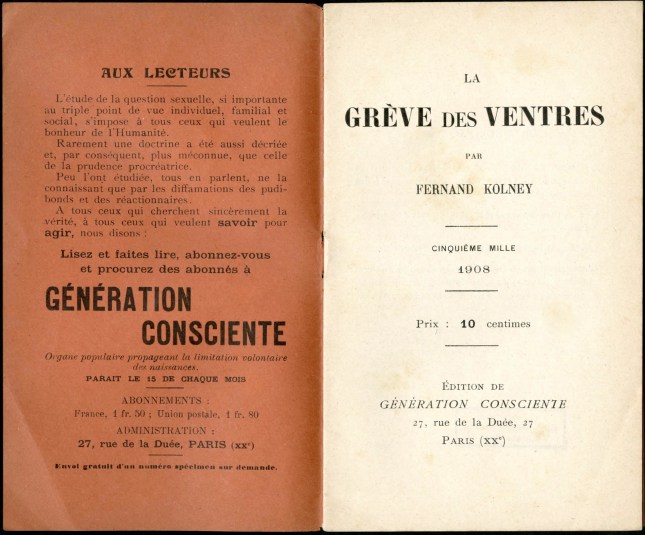 AUX LECTEURS
L'étude de la question sexuelle, si importante
au triple point de vue individuel, familial et
social, s'impose à tous ceux qui veulent le
bonheur de l'Humanité.
Rarement une doctrine a été aussi décriée
et, par conséquent, plus méconnue, que celle
de la prudence procréatrice.
Peu l'ont étudiée, tous en parlent, ne la
connaissant que par les diffamations des pudi-
bonds et des réactionnaires.
A tous ceux qui cherchent sincèrement la
vérité, à tous ceux qui veulent savoir pour
agir, nous disons :
Lisez et faites lire, abonnez-vous
et procurez des abonnés à
GÉNÉRATION
CONSCIENTE
Organe populaire propageant la limitation volontaire
des naissances.
PARAIT LE 15 DE CHAQUE MOIS
ABONNEMENTS :
France, 1 fr. 50 ; Union postale, 1 fr. 80
ADMINISTRATION :
27, rue de la Duée, PARIS (XXe)
Envoi gratuit d'un numéro spécimen sur demande.
LA
GRÈVE DES VENTRES
PAR
FERNAND KOLNEY
CINQUIÈME MILLE
1908
Prix : 10 centimes
ÉDITION DE
GÉNÉRATION CONSCIENTE
27, rue de la Duée, 27
PARIS (XXe)